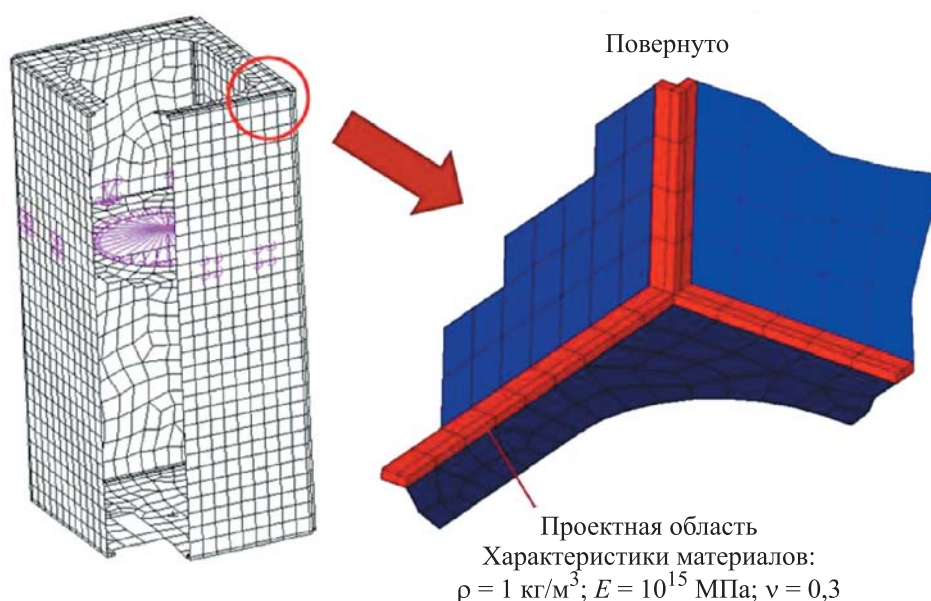 Повернуто
Проектная область
Характеристики материалов:
ρ = 1 кг/м³; E = 10¹⁵ МПа; ν = 0,3